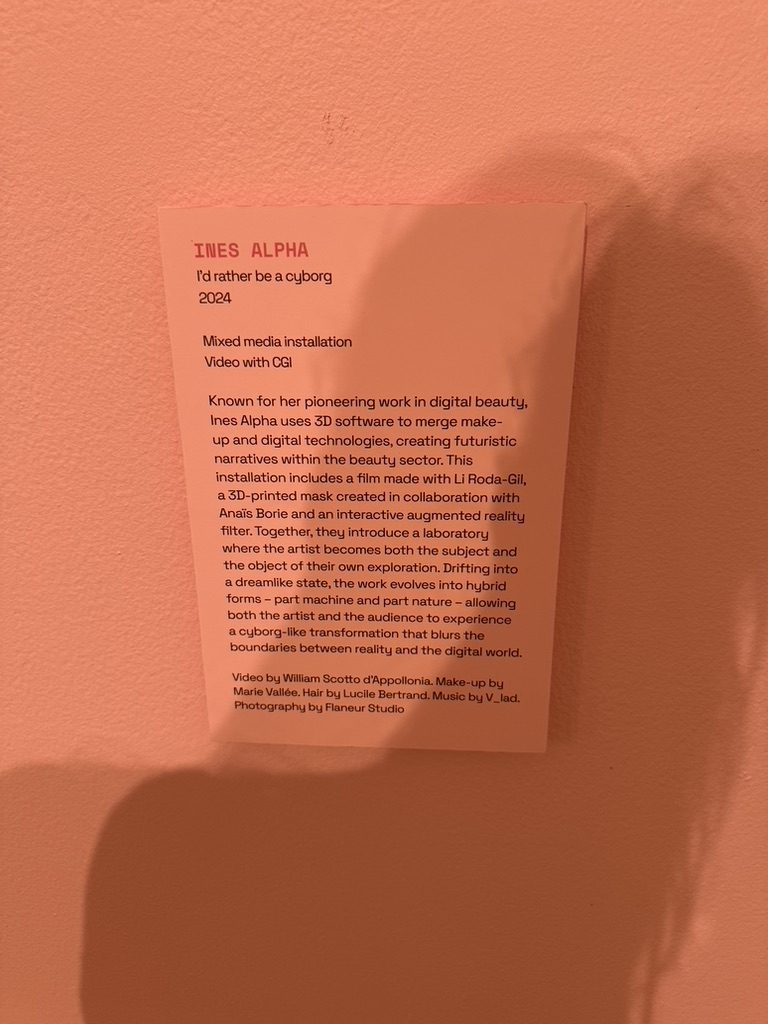 INES ALPHA
I'd rather be a cyborg
2024
Mixed media installation
Video with CGI
Known for her pioneering work in digital beauty,
Ines Alpha uses 3D software to merge make-
up and digital technologies, creating futuristic
narratives within the beauty sector. This
installation includes a film made with Li Roda-Gil,
a 3D-printed mask created in collaboration with
Anaïs Borie and an interactive augmented reality
filter. Together, they introduce a laboratory
where the artist becomes both the subject and
the object of their own exploration. Drifting into
a dreamlike state, the work evolves into hybrid
forms – part machine and part nature – allowing
both the artist and the audience to experience
a cyborg-like transformation that blurs the
boundaries between reality and the digital world.
Video by William Scotto d'Appollonia. Make-up by
Marie Vallée. Hair by Lucile Bertrand. Music by V_lad.
Photography by Flaneur Studio